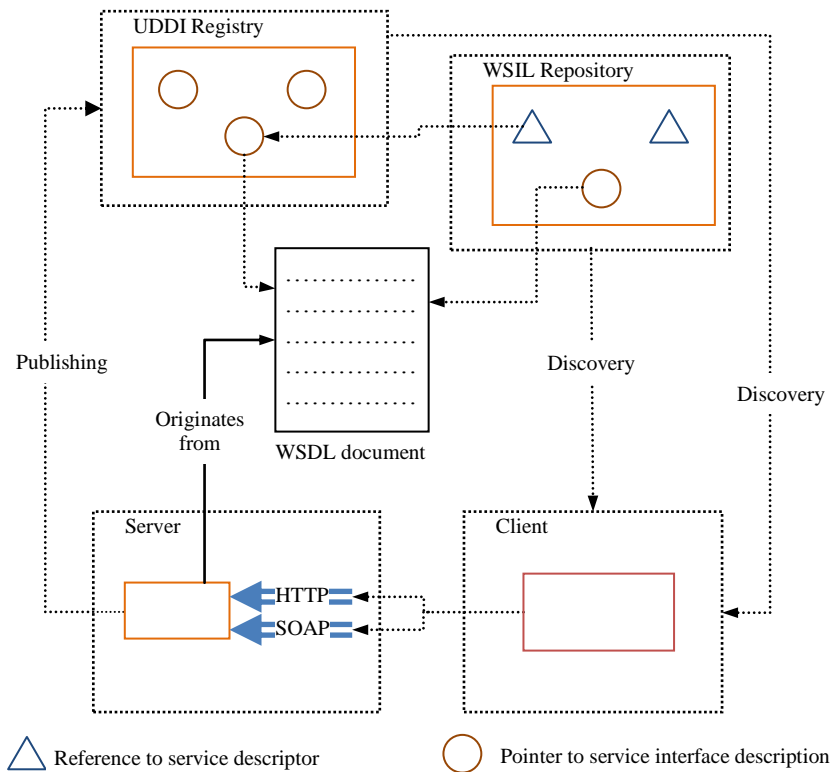 UDDI Registry
WSIL Repository
Publishing
Discovery
Discovery
Originates
from
WSDL document
Server
Client
HTTP
SOAP
Reference to service descriptor
Pointer to service interface description